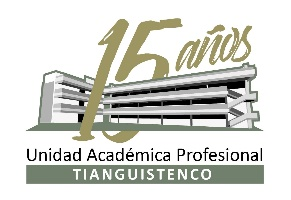 15 años
Unidad Académica Profesional
TIANGUISTENCO